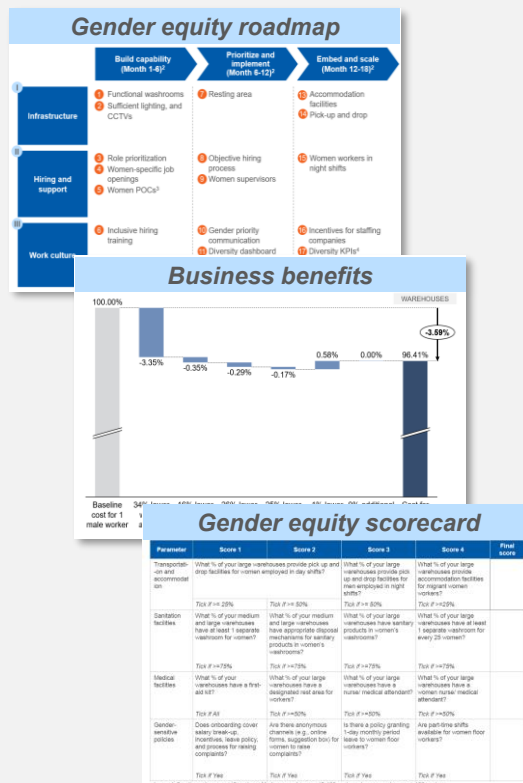 Gender equity roadmap
Build capability
(Month 1-6)²
Prioritize and
implement
(Month 6-12)²
Embed and scale
(Month 12-18)²
I
Infrastructure
1 Functional washrooms
2 Sufficient lighting, and
CCTVs
7 Resting area
13 Accommodation
facilities
14 Pick-up and drop
II
Hiring and
support
3 Role prioritization
4 Women-specific job
openings
5 Women POCs³
8 Objective hiring
process
9 Women supervisors
15 Women workers in
night shifts
III
Work culture
6 Inclusive hiring
training
10 Gender priority
communication
11 Diversity dashboard
16 Incentives for staffing
companies
17 Diversity KPIs⁴
Business benefits
WAREHOUSES
100.00%
-3.35%
-0.35%
-0.29%
-0.17%
0.58%
0.00%
96.41%
-3.59%
Baseline
cost for 1
male worker
Gender equity scorecard
Parameter
Score 1
Score 2
Score 3
Score 4
Final
score
Transportati-
-on and
accommodat
ion
What % of your large warehouses provide pick up and
drop facilities for women employed in day shifts?
Tick if >= 25%
Tick if >= 50%
What % of your large
warehouses provide pick
up and drop facilities for
men employed in night
shifts?
Tick if >= 50%
What % of your large
warehouses provide
accommodation facilities
for migrant women
workers?
Tick if >=25%
Sanitation
facilities
What % of your medium
and large warehouses
have at least 1 separate
washroom for women?
Tick if >=75%
What % of your medium
and large warehouses
have appropriate disposal
mechanisms for sanitary
products in women's
washrooms?
Tick if >=75%
What % of your large
warehouses have sanitary
products in women's
washrooms?
Tick if >=75%
What % of your large
warehouses have at least
1 separate washroom for
every 25 women?
Tick if >=75%
Medical
facilities
What % of your
warehouses have a first-
aid kit?
Tick if All
What % of your large
warehouses have a
designated rest area for
workers?
Tick if >=50%
What % of your large
warehouses have a
nurse/ medical attendant?
Tick if >=50%
What % of your large
warehouses have a
women nurse/ medical
attendant?
Tick if >=50%
Gender-
sensitive
policies
Does onboarding cover
salary break-up,
incentives, leave policy,
and process for raising
complaints?
Tick if Yes
Are there anonymous
channels (e.g., online
forms, suggestion box) for
women to raise
complaints?
Tick if Yes
Is there a policy granting
1-day monthly period
leave to women floor
workers?
Tick if Yes
Are part-time shifts
available for women floor
workers?
Tick if Yes